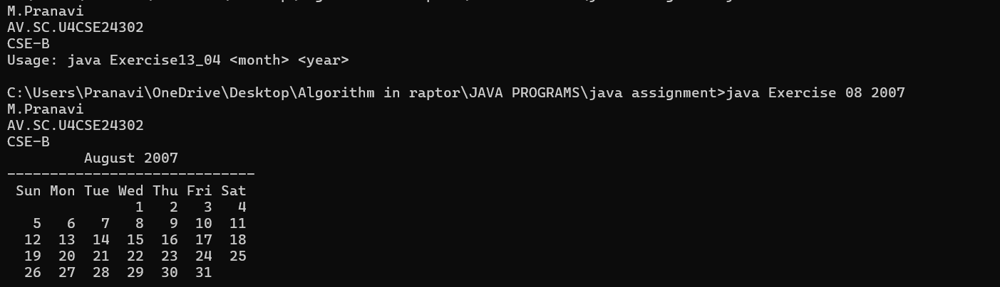 M.Pranavi
AV.SC.U4CSE24302
CSE-B
Usage: java Exercise13_04 <month> <year>
C:\Users\Pranavi\OneDrive\Desktop\Algorithm in raptor\JAVA PROGRAMS\java assignment>java Exercise 08 2007
M.Pranavi
AV.SC.U4CSE24302
CSE-B
         August 2007
-----------------------------
 Sun Mon Tue Wed Thu Fri Sat
               1   2   3   4
   5   6   7   8   9  10  11
  12  13  14  15  16  17  18
  19  20  21  22  23  24  25
  26  27  28  29  30  31